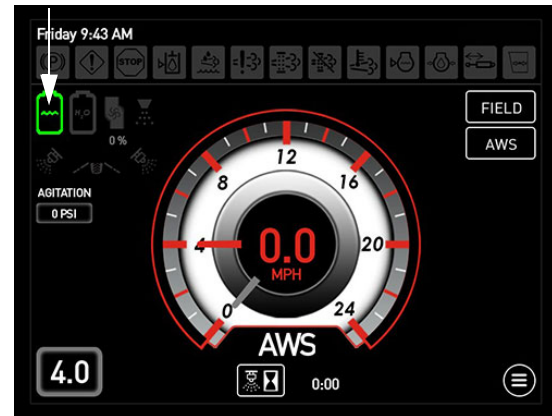 Friday 9:43 AM
STOP
H₂O
0 %
FIELD
AWS
AGITATION
0 PSI
12
8
16
4
20
0.0
MPH
0
24
AWS
4.0
0:00